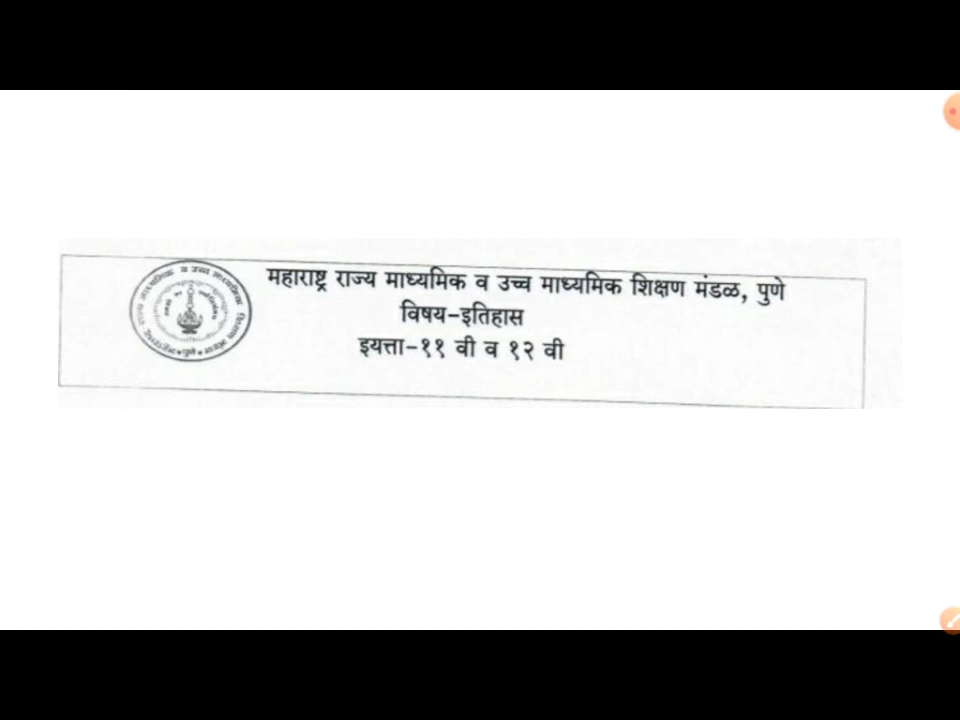 महाराष्ट्र राज्य माध्यमिक व उच्च माध्यमिक शिक्षण मंडळ, पुणे
विषय-इतिहास
इयत्ता-११ वी व १२ वी